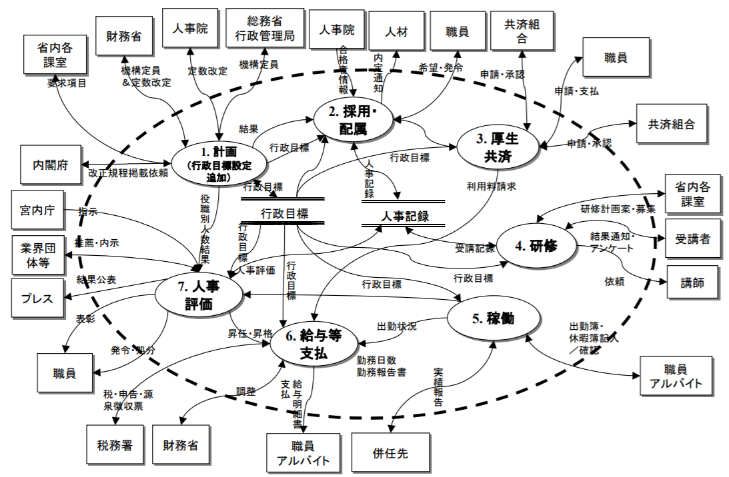 省内各
課室
財務省
人事院
総務省
行政管理局
人事院
人材
職員
共済組
合
職員
要求項目
機構定員
＆定数改定
定数改定
機構定員
合格者情報
内定通知
希望・発令
申請・承認
申請・支払
共済組合
申請・承認
内閣府
改正規程掲載依頼
1. 計画
(行政目標設定
追加)
結果
行政目標
2. 採用・
配属
行政目標
3. 厚生
共済
人事記録
利用料請求
行政目標
行政目標
人事記録
宮内庁
指示
役職別人数結果
行政目標
業界団
体等
推薦・内示
プレス
結果公表
7. 人事
評価
人事評価
行政目標
受講記録
4. 研修
行政目標
行政目標
研修計画案・募集
省内各
課室
結果通知・
アンケート
受講者
依頼
講師
表彰
職員
発令・処分
昇任・昇格
6. 給与等
支払
出勤状況
5. 稼働
勤務日数
勤務報告書
出勤簿・
休暇簿記入
／確認
職員
アルバイト
税・申告・源
泉徴収票
税務署
調整
財務省
支払
給与明細書
職員
アルバイト
実績報告
併任先